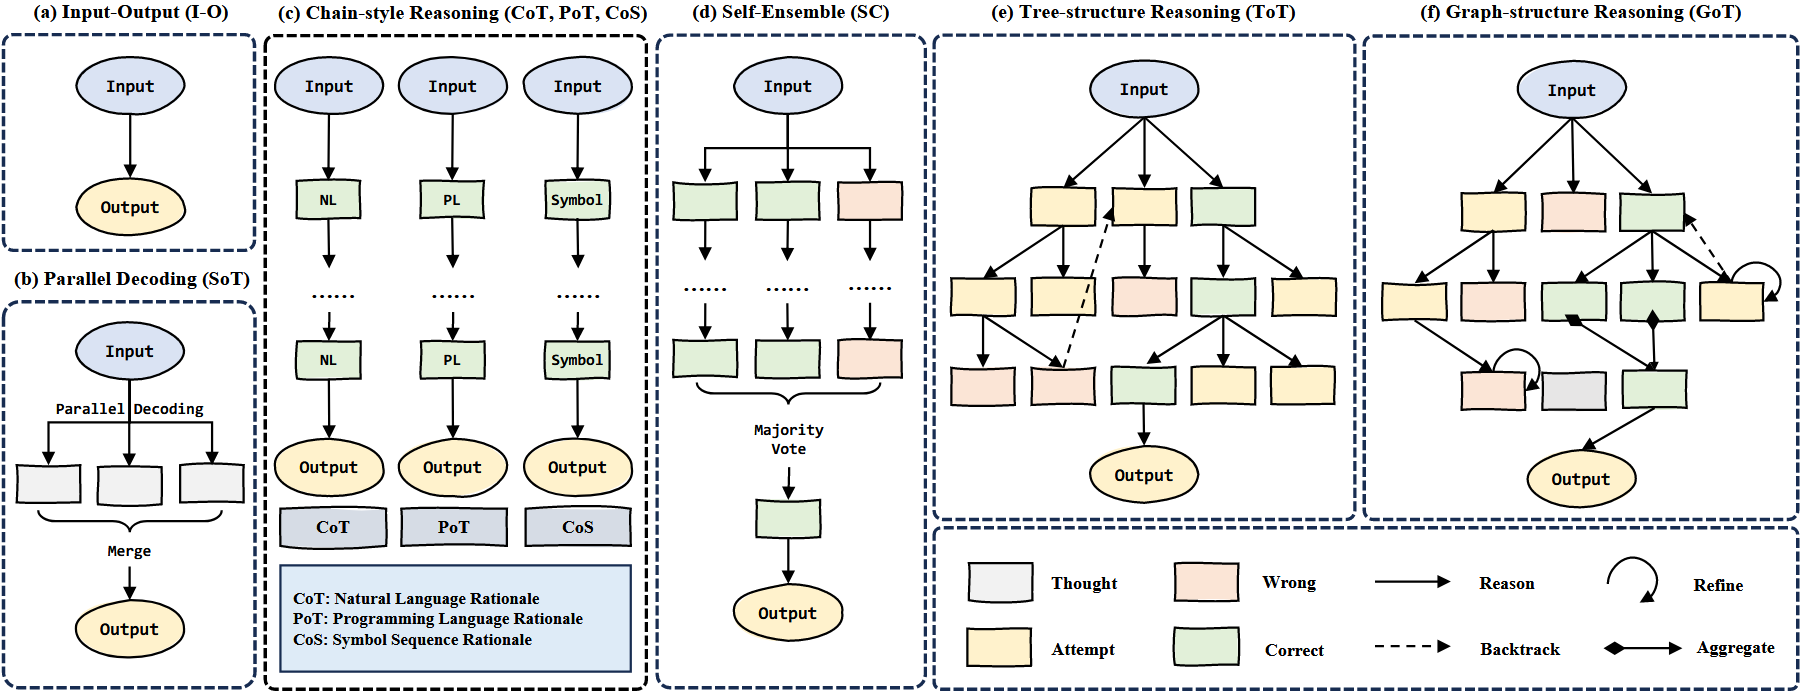 (a) Input-Output (I-O)
Input
Output
(b) Parallel Decoding (SoT)
Input
Parallel Decoding
Merge
Output
(c) Chain-style Reasoning (CoT, PoT, CoS)
Input Input Input
NL PL Symbol
...... ...... ......
NL PL Symbol
Output Output Output
CoT PoT CoS
CoT: Natural Language Rationale
PoT: Programming Language Rationale
CoS: Symbol Sequence Rationale
(d) Self-Ensemble (SC)
Input
...... ...... ......
Majority
Vote
Output
(e) Tree-structure Reasoning (ToT)
Input
Output
(f) Graph-structure Reasoning (GoT)
Input
Output
Thought Wrong Reason Refine
Attempt Correct Backtrack Aggregate